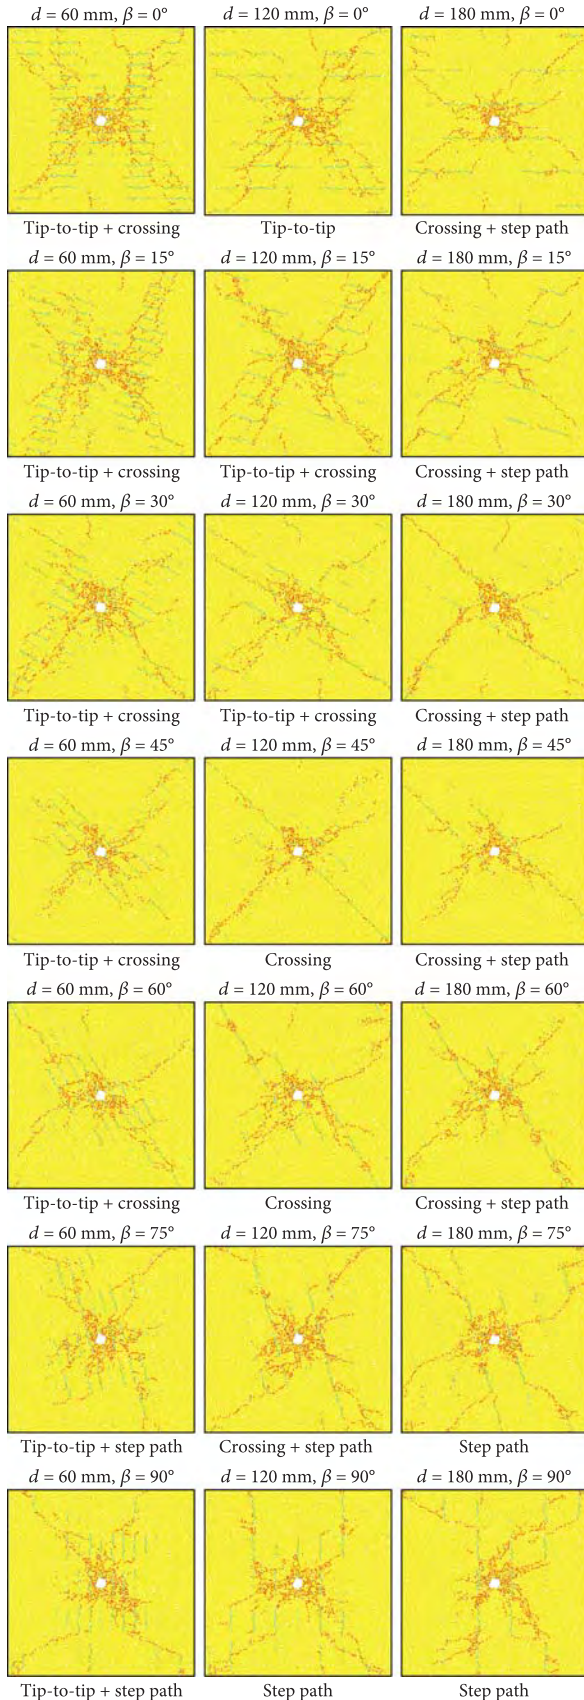 d = 60 mm, β = 0° d = 120 mm, β = 0° d = 180 mm, β = 0°
Tip-to-tip + crossing Tip-to-tip Crossing + step path
d = 60 mm, β = 15° d = 120 mm, β = 15° d = 180 mm, β = 15°
Tip-to-tip + crossing Tip-to-tip + crossing Crossing + step path
d = 60 mm, β = 30° d = 120 mm, β = 30° d = 180 mm, β = 30°
Tip-to-tip + crossing Tip-to-tip + crossing Crossing + step path
d = 60 mm, β = 45° d = 120 mm, β = 45° d = 180 mm, β = 45°
Tip-to-tip + crossing Crossing Crossing + step path
d = 60 mm, β = 60° d = 120 mm, β = 60° d = 180 mm, β = 60°
Tip-to-tip + crossing Crossing Crossing + step path
d = 60 mm, β = 75° d = 120 mm, β = 75° d = 180 mm, β = 75°
Tip-to-tip + step path Crossing + step path Step path
d = 60 mm, β = 90° d = 120 mm, β = 90° d = 180 mm, β = 90°
Tip-to-tip + step path Step path Step path